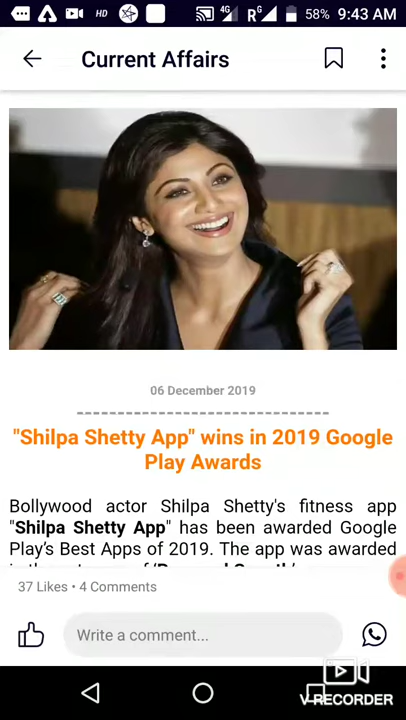 HD 4G R G 58% 9:43 AM
Current Affairs
06 December 2019
"Shilpa Shetty App" wins in 2019 Google
Play Awards
Bollywood actor Shilpa Shetty's fitness app
"Shilpa Shetty App" has been awarded Google
Play's Best Apps of 2019. The app was awarded
37 Likes • 4 Comments
Write a comment...
V RECORDER